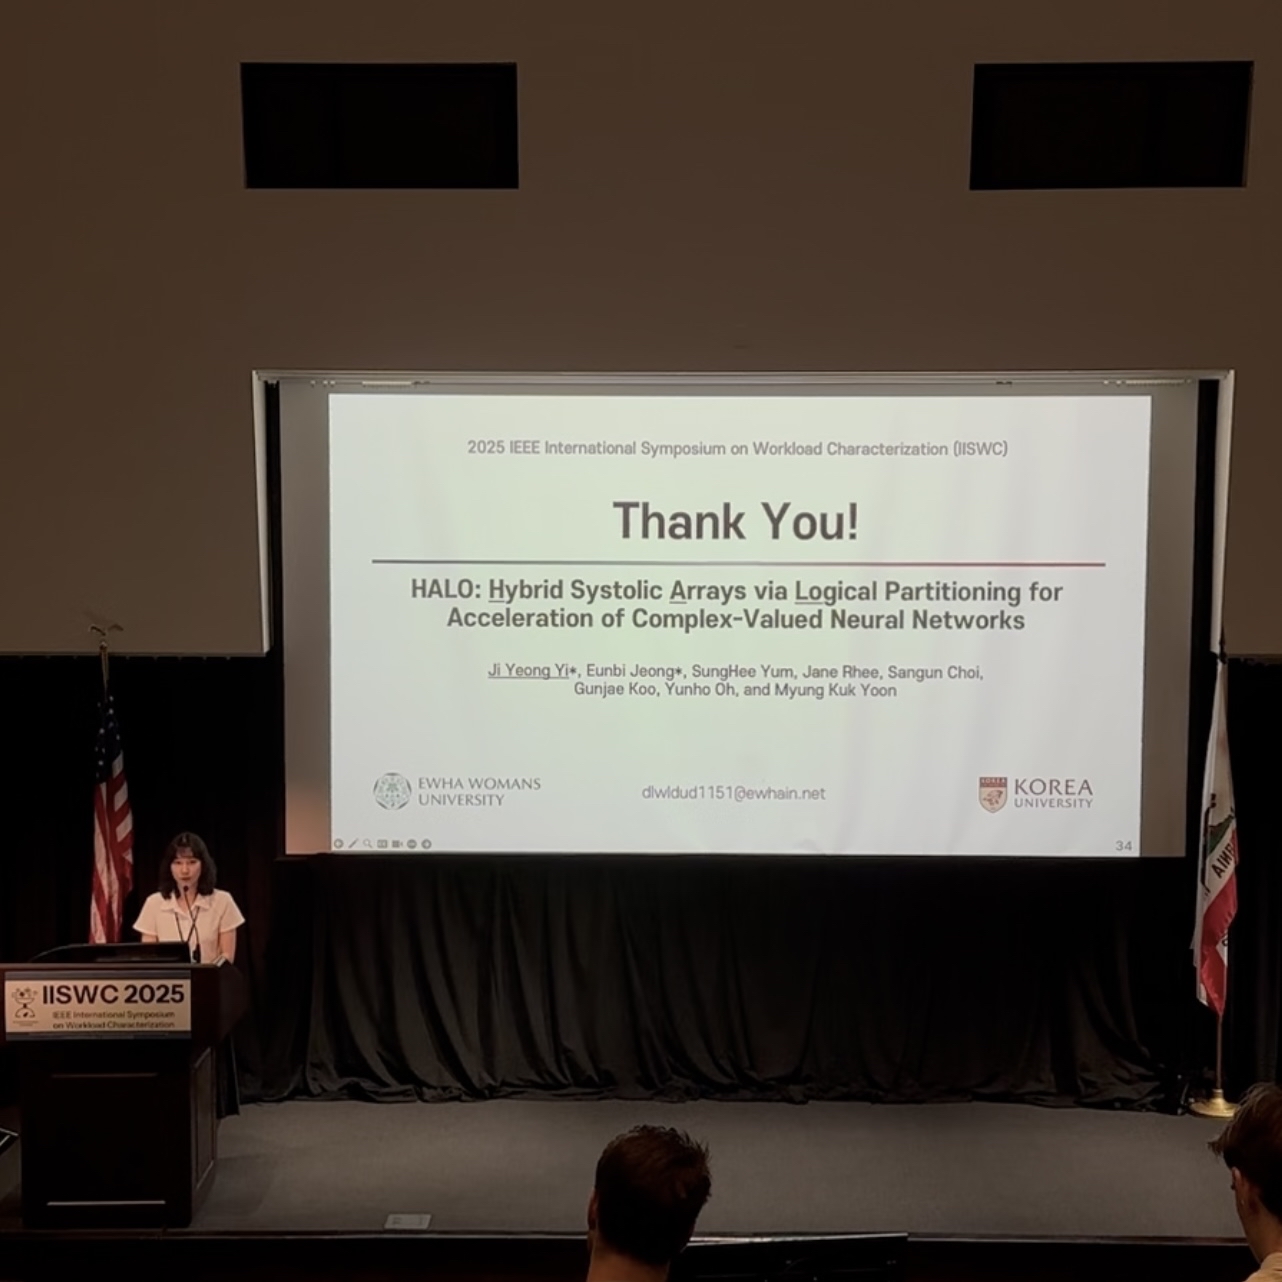 2025 IEEE International Symposium on Workload Characterization (IISWC)
Thank You!
HALO: Hybrid Systolic Arrays via Logical Partitioning for
Acceleration of Complex-Valued Neural Networks
Ji Yeong Yi*, Eunbi Jeong*, SungHee Yum, Jane Rhee, Sangun Choi,
Gunjae Koo, Yunho Oh, and Myung Kuk Yoon
EWHA WOMANS
UNIVERSITY
dlwldud1151@ewhain.net
KOREA
KOREA
UNIVERSITY
34
IISWC 2025
IEEE International Symposium
on Workload Characterization